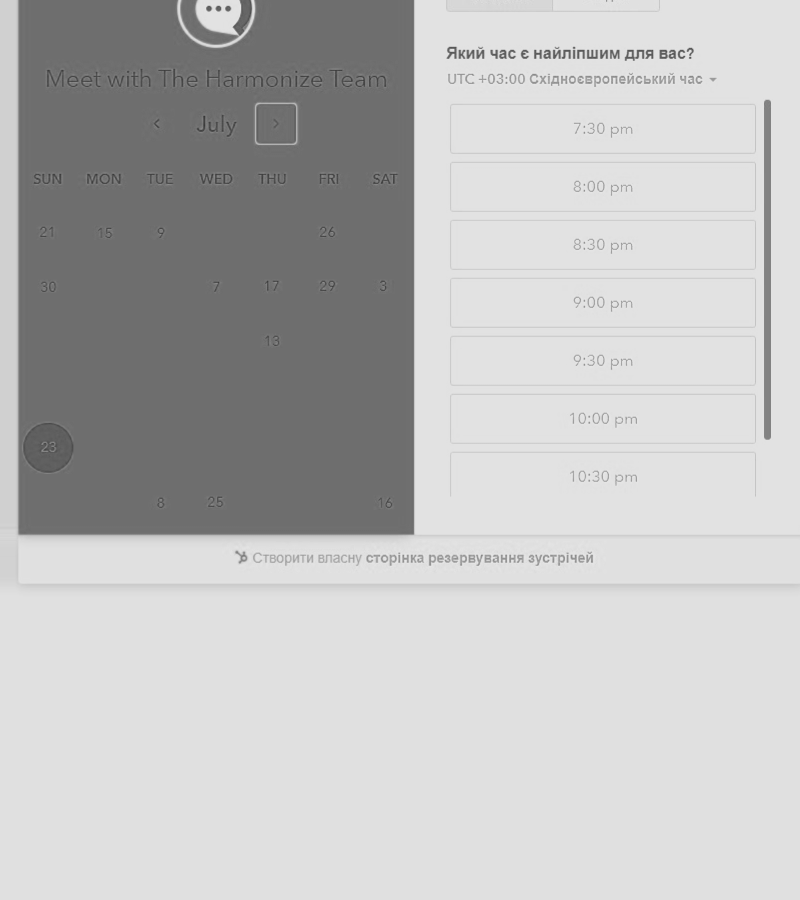 Meet with The Harmonize Team
July
SUN MON TUE WED THU FRI SAT
21 15 9 26
30 7 17 29 3
13
23
8 25 16
Який час є найліпшим для вас?
UTC +03:00 Східноєвропейський час
7:30 pm
8:00 pm
8:30 pm
9:00 pm
9:30 pm
10:00 pm
10:30 pm
Створити власну сторінка резервування зустрічей